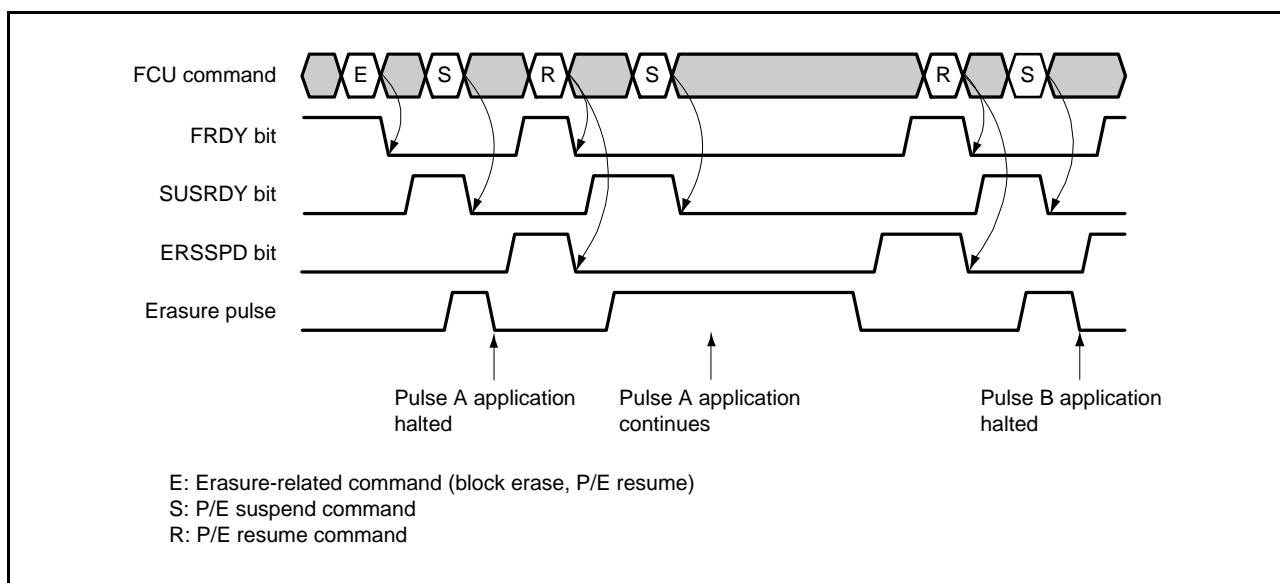 FCU command
E
S
R
S
R
S
FRDY bit
SUSRDY bit
ERSSPD bit
Erasure pulse
Pulse A application
halted
Pulse A application
continues
Pulse B application
halted
E: Erasure-related command (block erase, P/E resume)
S: P/E suspend command
R: P/E resume command